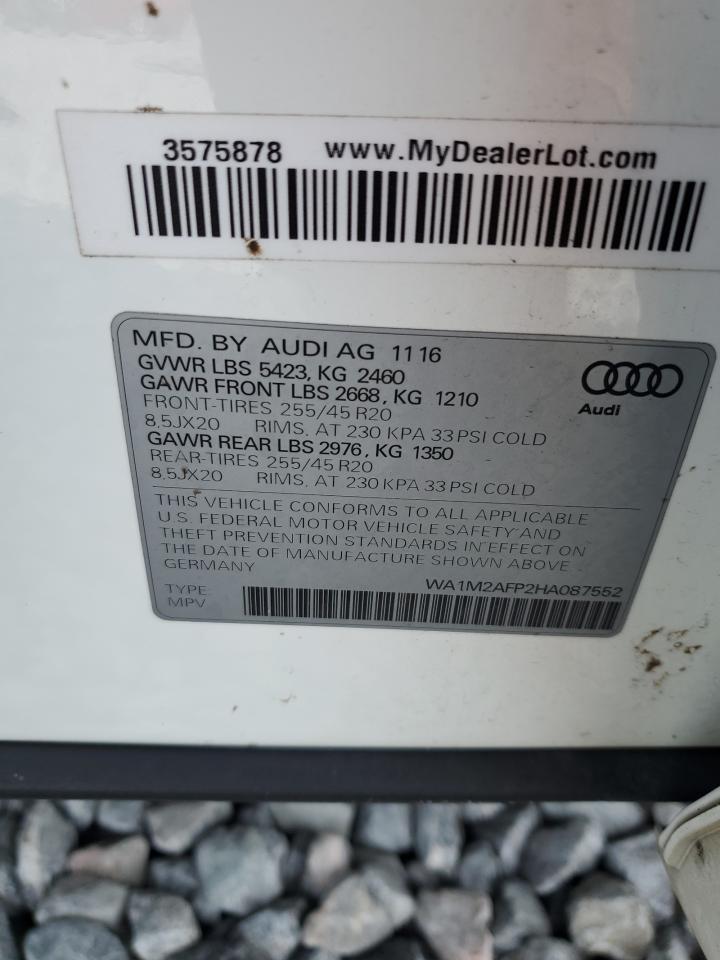 3575878 www.MyDealerLot.com
MFD. BY AUDI AG 11 16
GVWR LBS 5423, KG 2460
GAWR FRONT LBS 2668, KG 1210
FRONT-TIRES 255/45 R20
8,5JX20 RIMS, AT 230 KPA 33 PSI COLD
GAWR REAR LBS 2976, KG 1350
REAR-TIRES 255/45 R20
8,5JX20 RIMS, AT 230 KPA 33 PSI COLD
Audi
THIS VEHICLE CONFORMS TO ALL APPLICABLE
U.S. FEDERAL MOTOR VEHICLE SAFETY AND
THEFT PREVENTION STANDARDS IN EFFECT ON
THE DATE OF MANUFACTURE SHOWN ABOVE
GERMANY
WA1M2AFP2HA087552
TYPE:
MPV